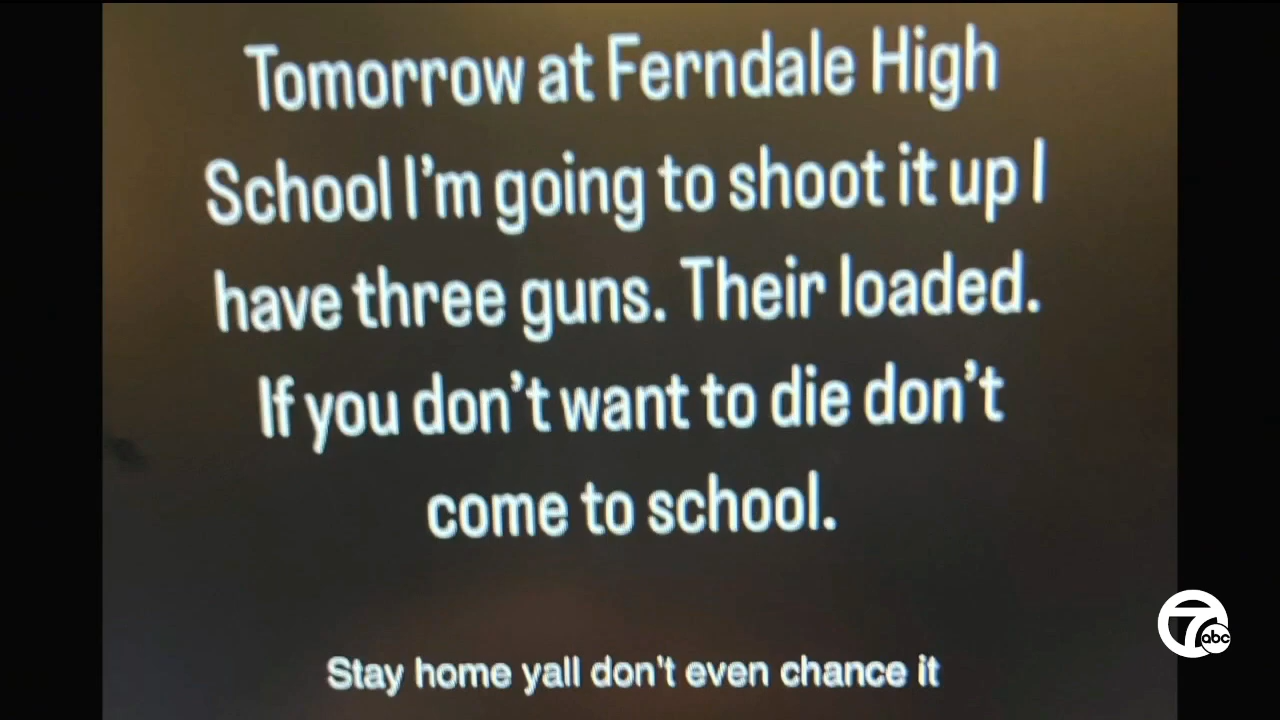 Tomorrow at Ferndale High
School I'm going to shoot it up I
have three guns. Their loaded.
If you don't want to die don't
come to school.
Stay home yall don't even chance it
7abc